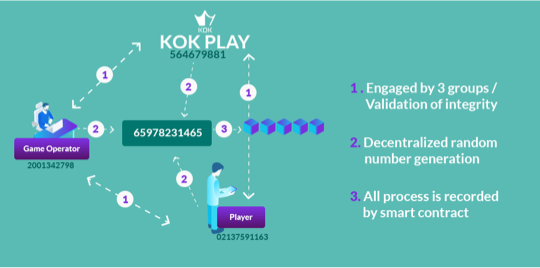 KOK
KOK PLAY
564679881
1
1
2
2
65978231465
3
Game Operator
2001342798
2
1
Player
02137591163
1 . Engaged by 3 groups /
Validation of integrity
2. Decentralized random
number generation
3. All process is recorded
by smart contract